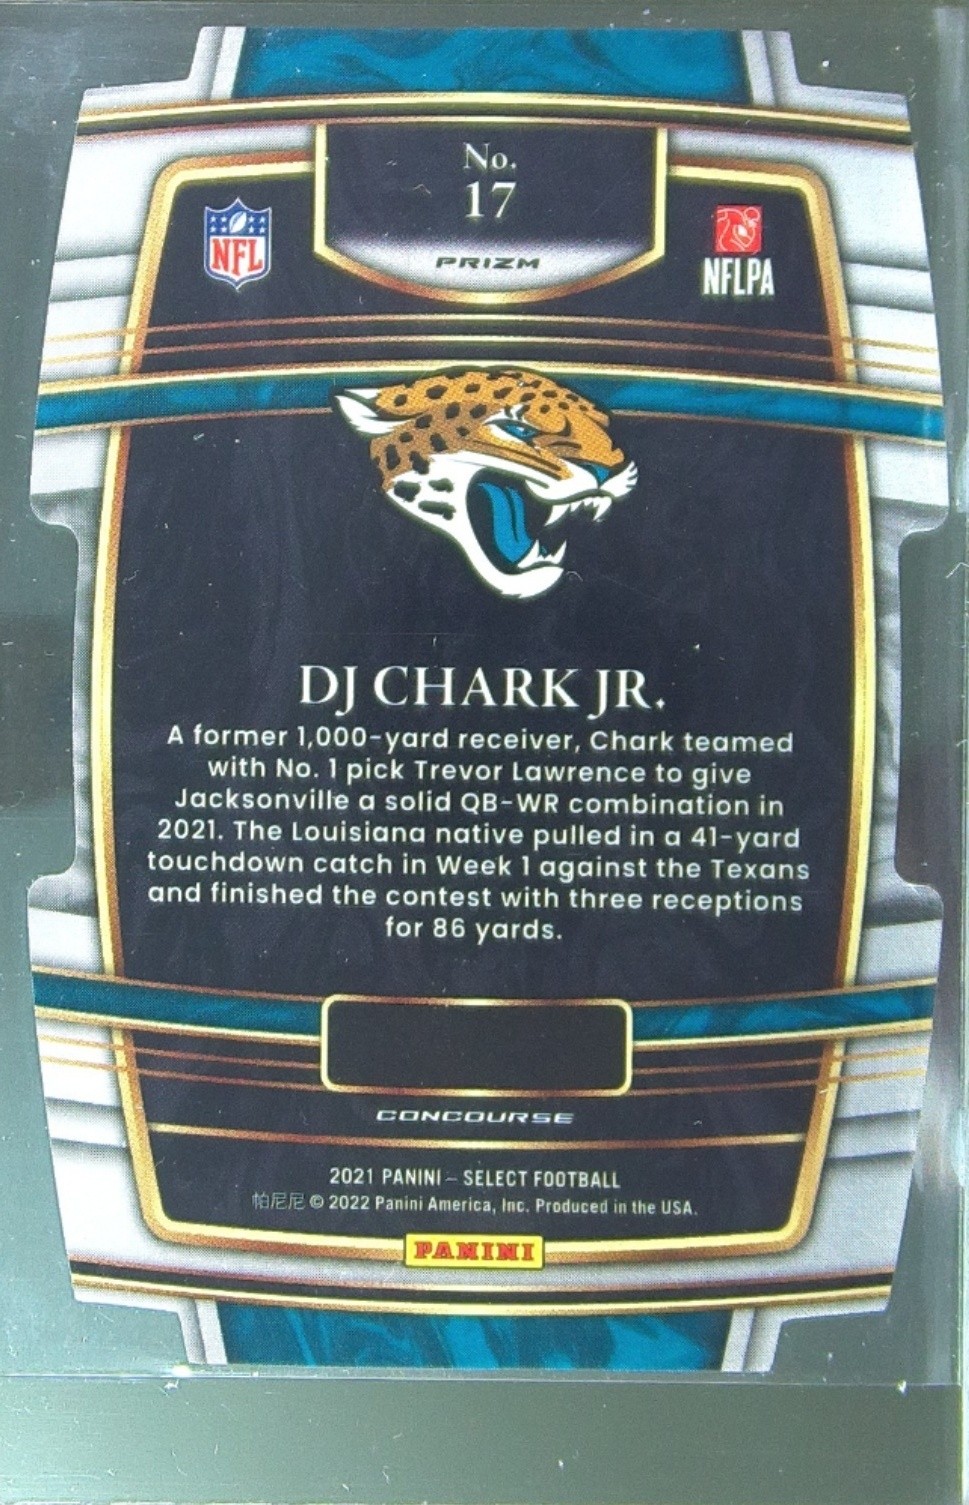 No.
17
PRIZM
NFL
NFLPA
DJ CHARK JR.
A former 1,000-yard receiver, Chark teamed
with No. 1 pick Trevor Lawrence to give
Jacksonville a solid QB-WR combination in
2021. The Louisiana native pulled in a 41-yard
touchdown catch in Week 1 against the Texans
and finished the contest with three receptions
for 86 yards.
CONCOURSE
2021 PANINI – SELECT FOOTBALL
帕尼尼 © 2022 Panini America, Inc. Produced in the USA.
PANINI